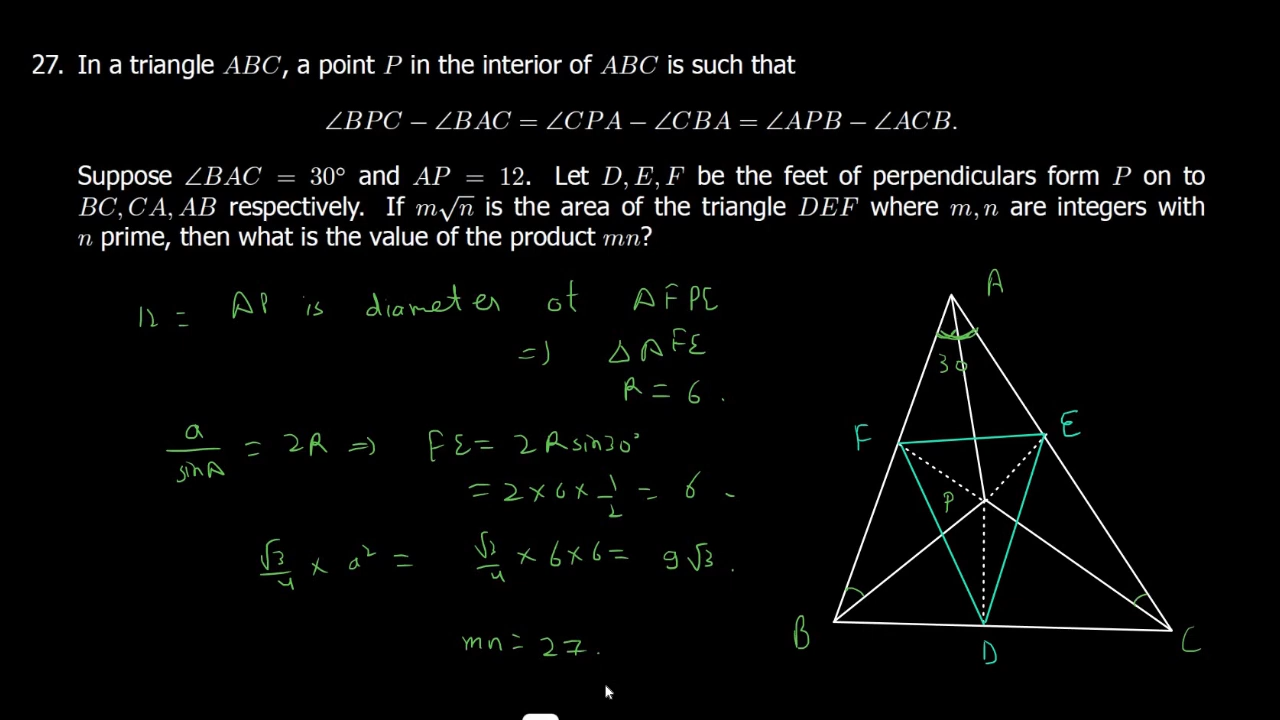 27. In a triangle ABC, a point P in the interior of ABC is such that
∠BPC − ∠BAC = ∠CPA − ∠CBA = ∠APB − ∠ACB.
Suppose ∠BAC = 30° and AP = 12. Let D, E, F be the feet of perpendiculars form P on to
BC, CA, AB respectively. If m√n is the area of the triangle DEF where m, n are integers with
n prime, then what is the value of the product mn?
12 = AP is diameter of AFPE
=> △AFE
R = 6.
a/sinA = 2R => FE = 2R sin30°
= 2 × 6 × 1/2 = 6
√3/4 × a² = √3/4 × 6 × 6 = 9√3.
mn = 27.
A
30
F
E
P
B
D
C